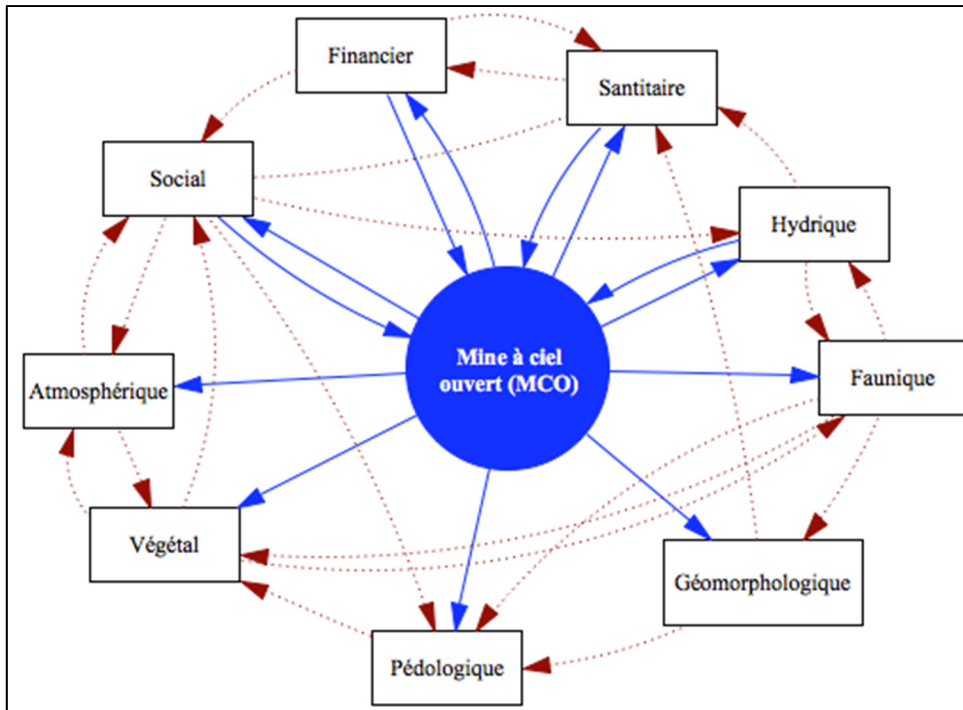 Financier
Santitaire
Social
Hydrique
Mine à ciel
ouvert (MCO)
Atmosphérique
Faunique
Végétal
Géomorphologique
Pédologique